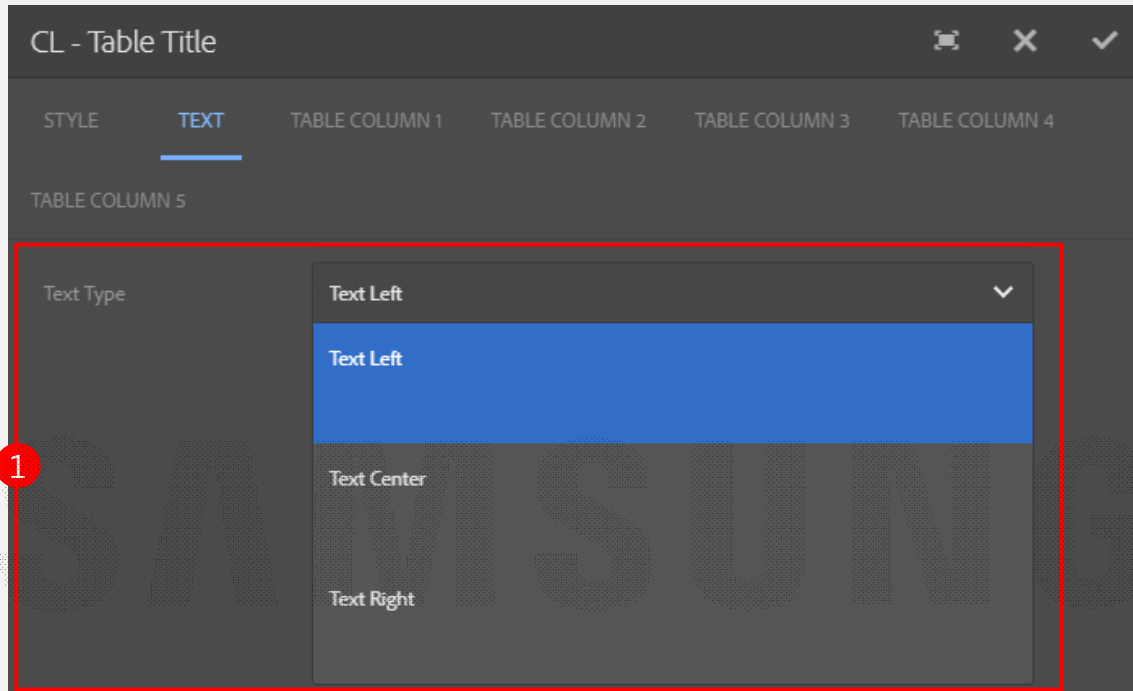 CL - Table Title
STYLE TEXT TABLE COLUMN 1 TABLE COLUMN 2 TABLE COLUMN 3 TABLE COLUMN 4
TABLE COLUMN 5
Text Type Text Left
Text Left
1
Text Center
Text Right
SAMSUNG